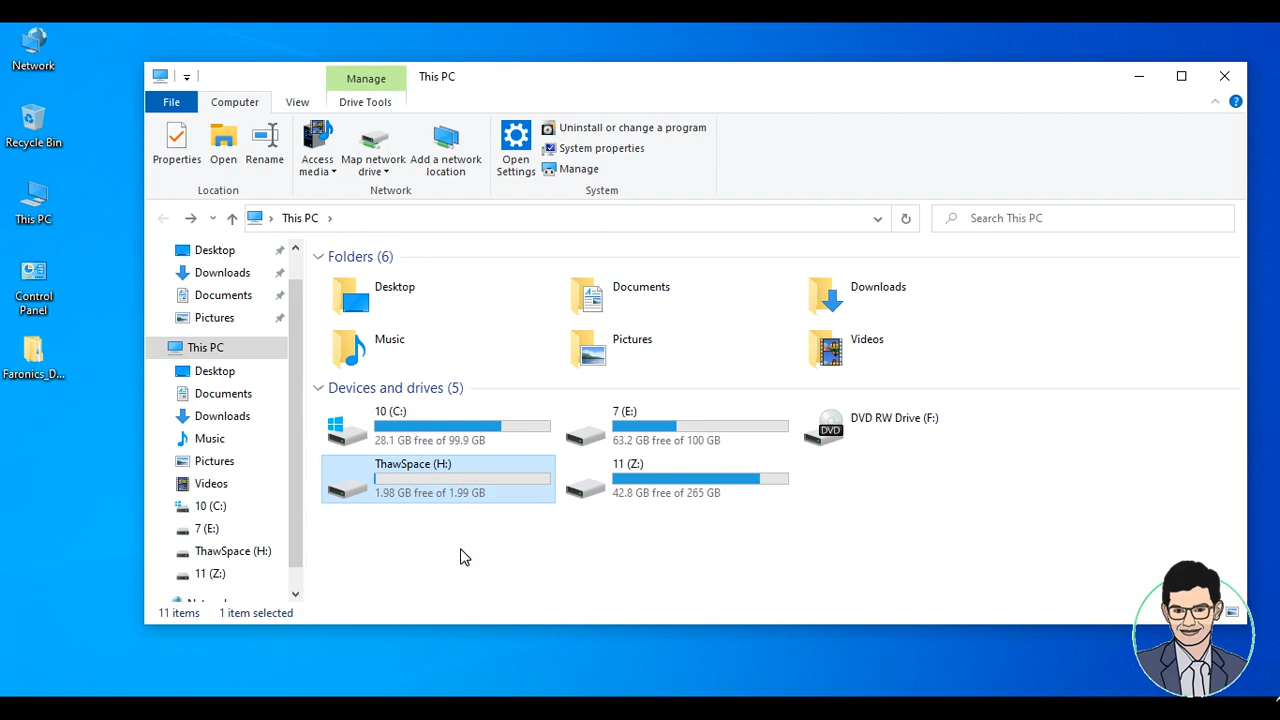 Network
Recycle Bin
This PC
Control
Panel
Faronics_D...
Manage
This PC
File
Computer
View
Drive Tools
Properties
Open
Rename
Access
media
Map network
drive
Add a network
location
Open
Settings
Uninstall or change a program
System properties
Manage
Location
Network
System
This PC
Search This PC
Desktop
Downloads
Documents
Pictures
This PC
Desktop
Documents
Downloads
Music
Pictures
Videos
10 (C:)
7 (E:)
ThawSpace (H:)
11 (Z:)
Folders (6)
Desktop
Documents
Downloads
Music
Pictures
Videos
Devices and drives (5)
10 (C:)
28.1 GB free of 99.9 GB
7 (E:)
63.2 GB free of 100 GB
DVD RW Drive (F:)
DVD
ThawSpace (H:)
1.98 GB free of 1.99 GB
11 (Z:)
42.8 GB free of 265 GB
11 items
1 item selected